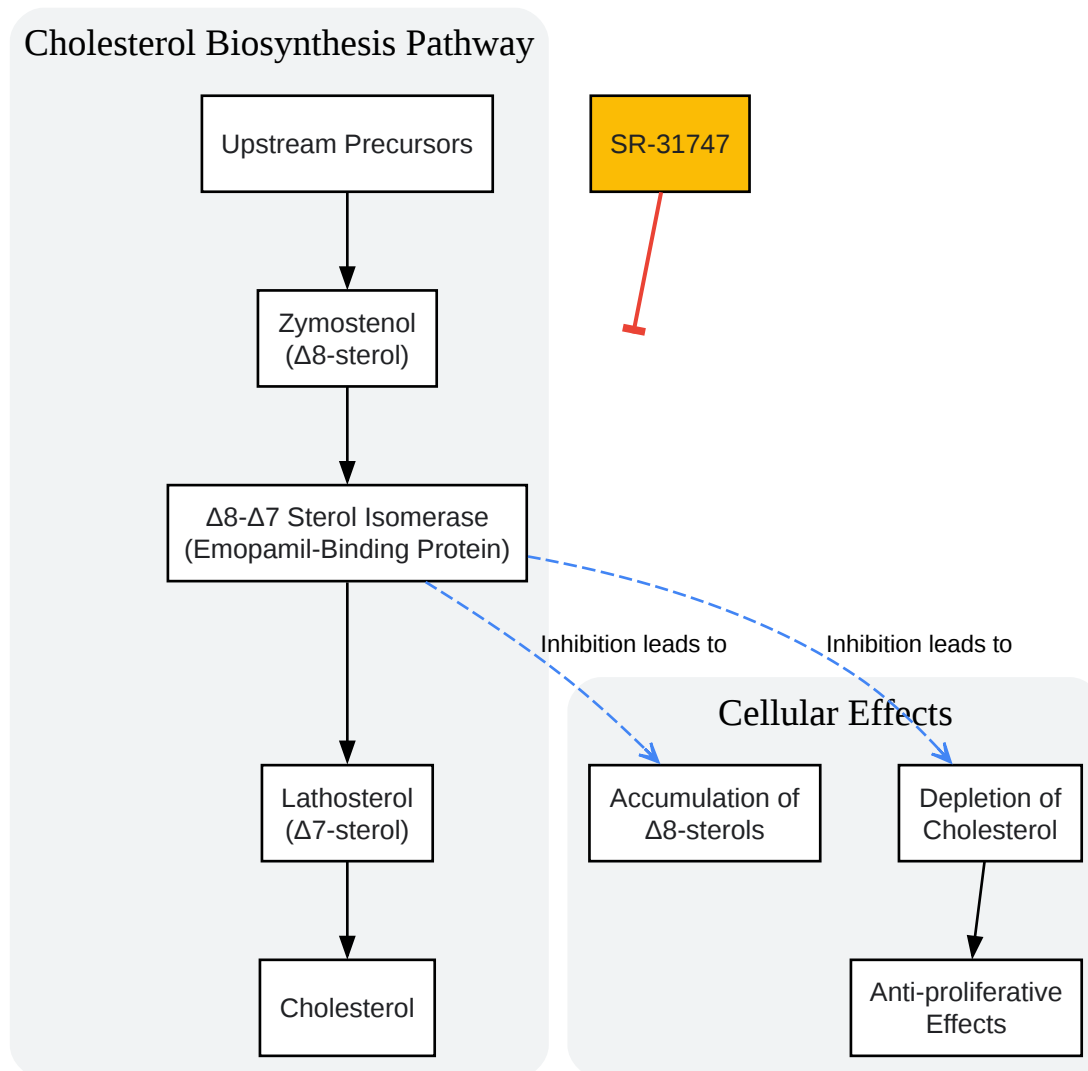 Cholesterol Biosynthesis Pathway
Upstream Precursors
SR-31747
Zymostenol
(Δ8-sterol)
Δ8-Δ7 Sterol Isomerase
(Emopamil-Binding Protein)
Inhibition leads to
Inhibition leads to
Cellular Effects
Lathosterol
(Δ7-sterol)
Accumulation of
Δ8-sterols
Depletion of
Cholesterol
Cholesterol
Anti-proliferative
Effects